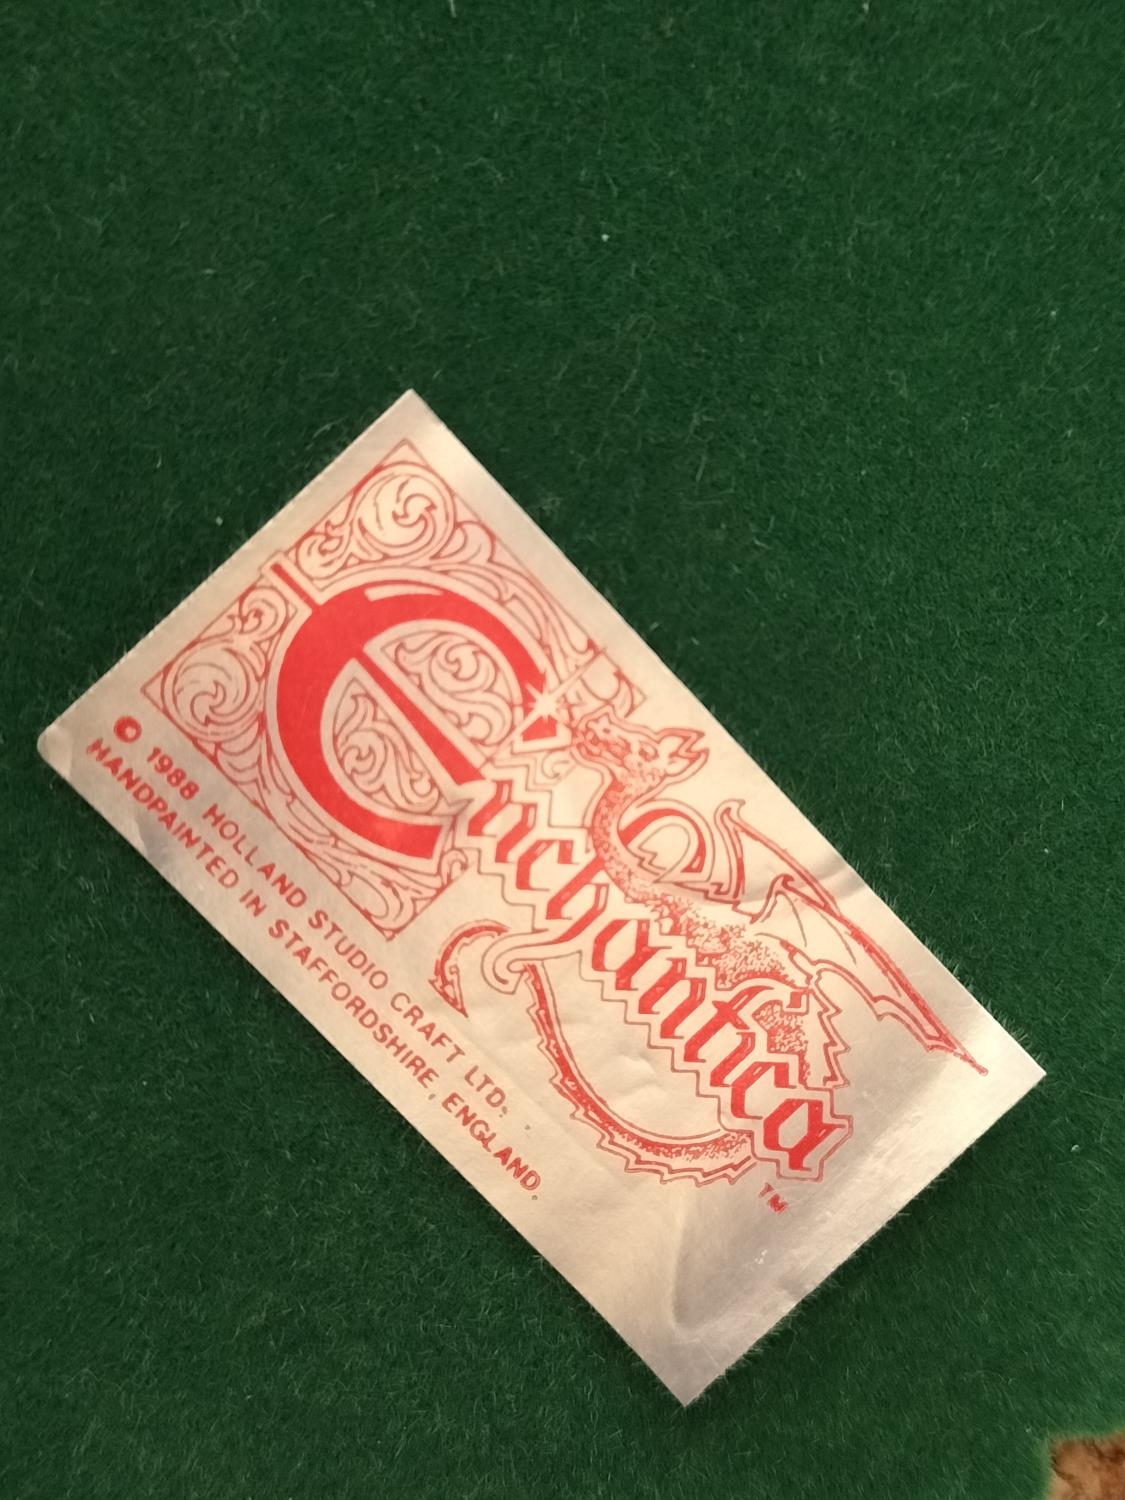 Enchantica
TM
© 1988 HOLLAND STUDIO CRAFT LTD:
HANDPAINTED IN STAFFORDSHIRE, ENGLAND.